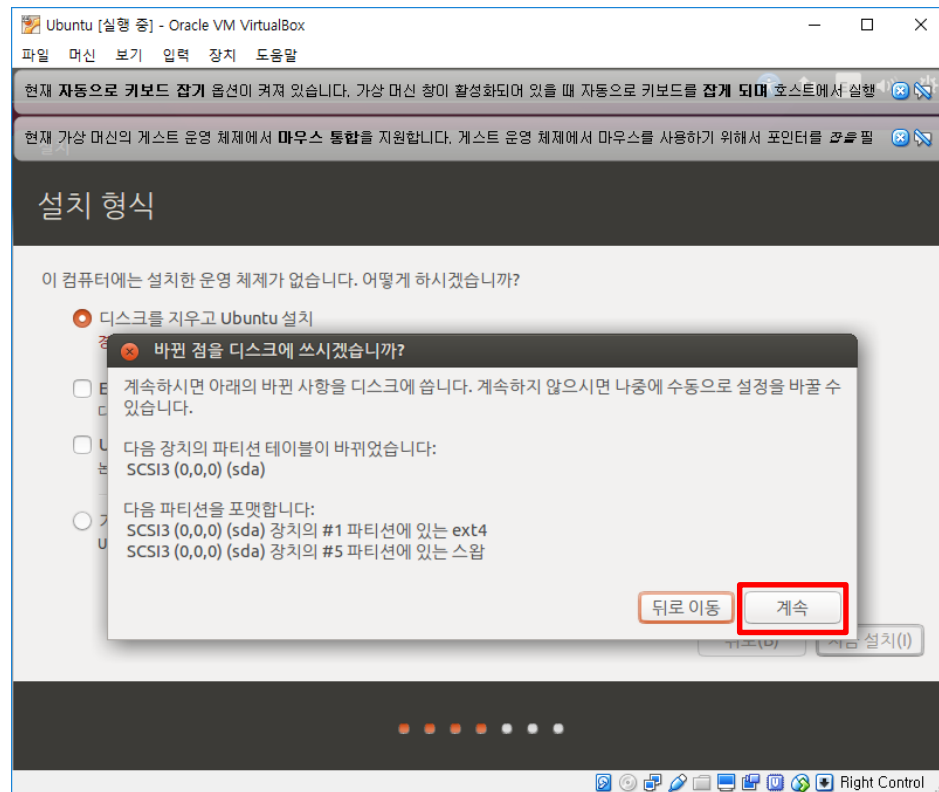 Ubuntu [실행 중] - Oracle VM VirtualBox
파일 머신 보기 입력 장치 도움말
현재 자동으로 키보드 잡기 옵션이 켜져 있습니다. 가상 머신 창이 활성화되어 있을 때 자동으로 키보드를 잡게 되며 호스트에서 실행
현재 가상 머신의 게스트 운영 체제에서 마우스 통합을 지원합니다. 게스트 운영 체제에서 마우스를 사용하기 위해서 포인터를 잡을 필
설치
설치 형식
이 컴퓨터에는 설치한 운영 체제가 없습니다. 어떻게 하시겠습니까?
디스크를 지우고 Ubuntu 설치
바뀐 점을 디스크에 쓰시겠습니까?
계속하시면 아래의 바뀐 사항을 디스크에 씁니다. 계속하지 않으시면 나중에 수동으로 설정을 바꿀 수
있습니다.
다음 장치의 파티션 테이블이 바뀌었습니다:
SCSI3 (0,0,0) (sda)
다음 파티션을 포맷합니다:
SCSI3 (0,0,0) (sda) 장치의 #1 파티션에 있는 ext4
SCSI3 (0,0,0) (sda) 장치의 #5 파티션에 있는 스왑
뒤로 이동 계속
뒤로(B) 지금 설치(I)
Right Control